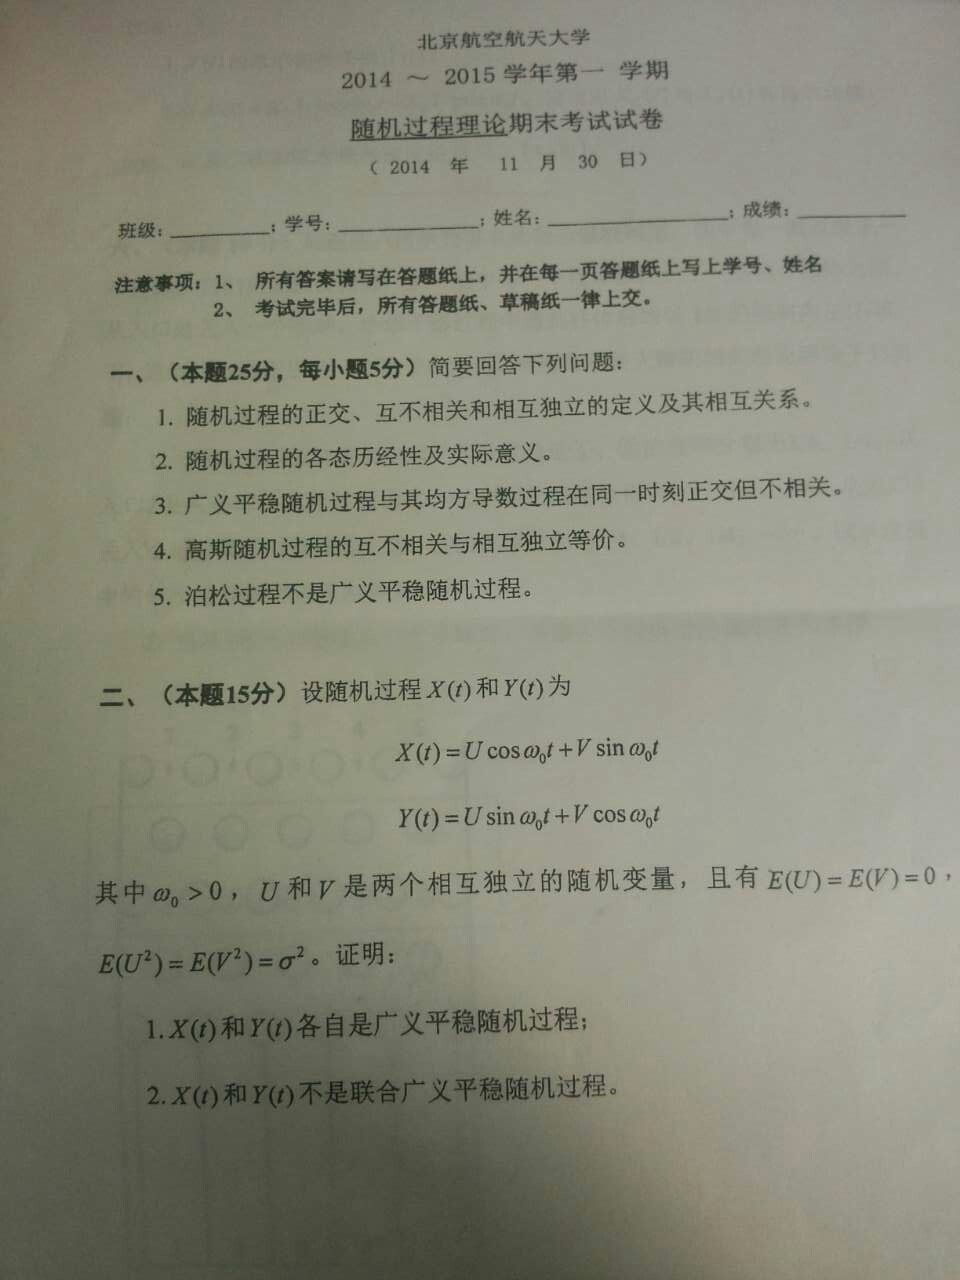 北京航空航天大学
2014 ～ 2015 学年第一 学期
随机过程理论期末考试试卷
（ 2014 年 11 月 30 日）
班级：__________；学号：______________；姓名：__________________；成绩：__________
注意事项：1、 所有答案请写在答题纸上，并在每一页答题纸上写上学号、姓名
2、 考试完毕后，所有答题纸、草稿纸一律上交。
一、（本题25分，每小题5分）简要回答下列问题：
1. 随机过程的正交、互不相关和相互独立的定义及其相互关系。
2. 随机过程的各态历经性及实际意义。
3. 广义平稳随机过程与其均方导数过程在同一时刻正交但不相关。
4. 高斯随机过程的互不相关与相互独立等价。
5. 泊松过程不是广义平稳随机过程。
二、（本题15分）设随机过程 X(t) 和 Y(t) 为
X(t) = U cos ω₀t + V sin ω₀t
Y(t) = U sin ω₀t + V cos ω₀t
其中 ω₀ > 0，U 和 V 是两个相互独立的随机变量，且有 E(U) = E(V) = 0，
E(U²) = E(V²) = σ²。证明：
1. X(t) 和 Y(t) 各自是广义平稳随机过程；
2. X(t) 和 Y(t) 不是联合广义平稳随机过程。